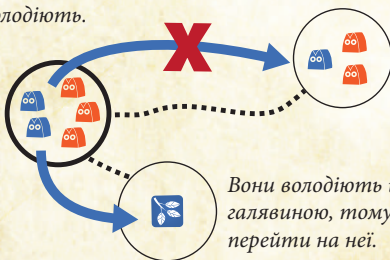 володіють.
Вони володіють
галявиною, тому
перейти на неї.